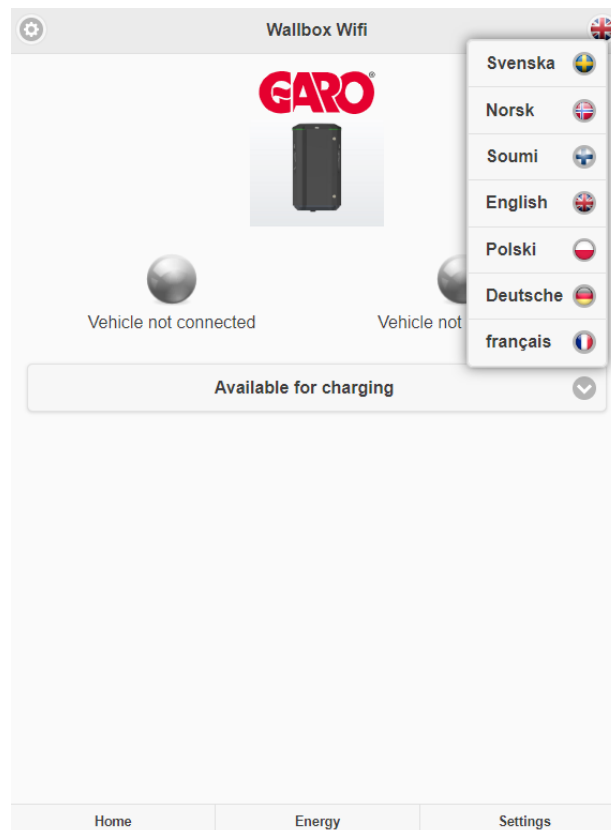 Wallbox Wifi
GARO®
Svenska
Norsk
Soumi
English
Polski
Deutsche
français
Vehicle not connected
Vehicle not
Available for charging
Home
Energy
Settings